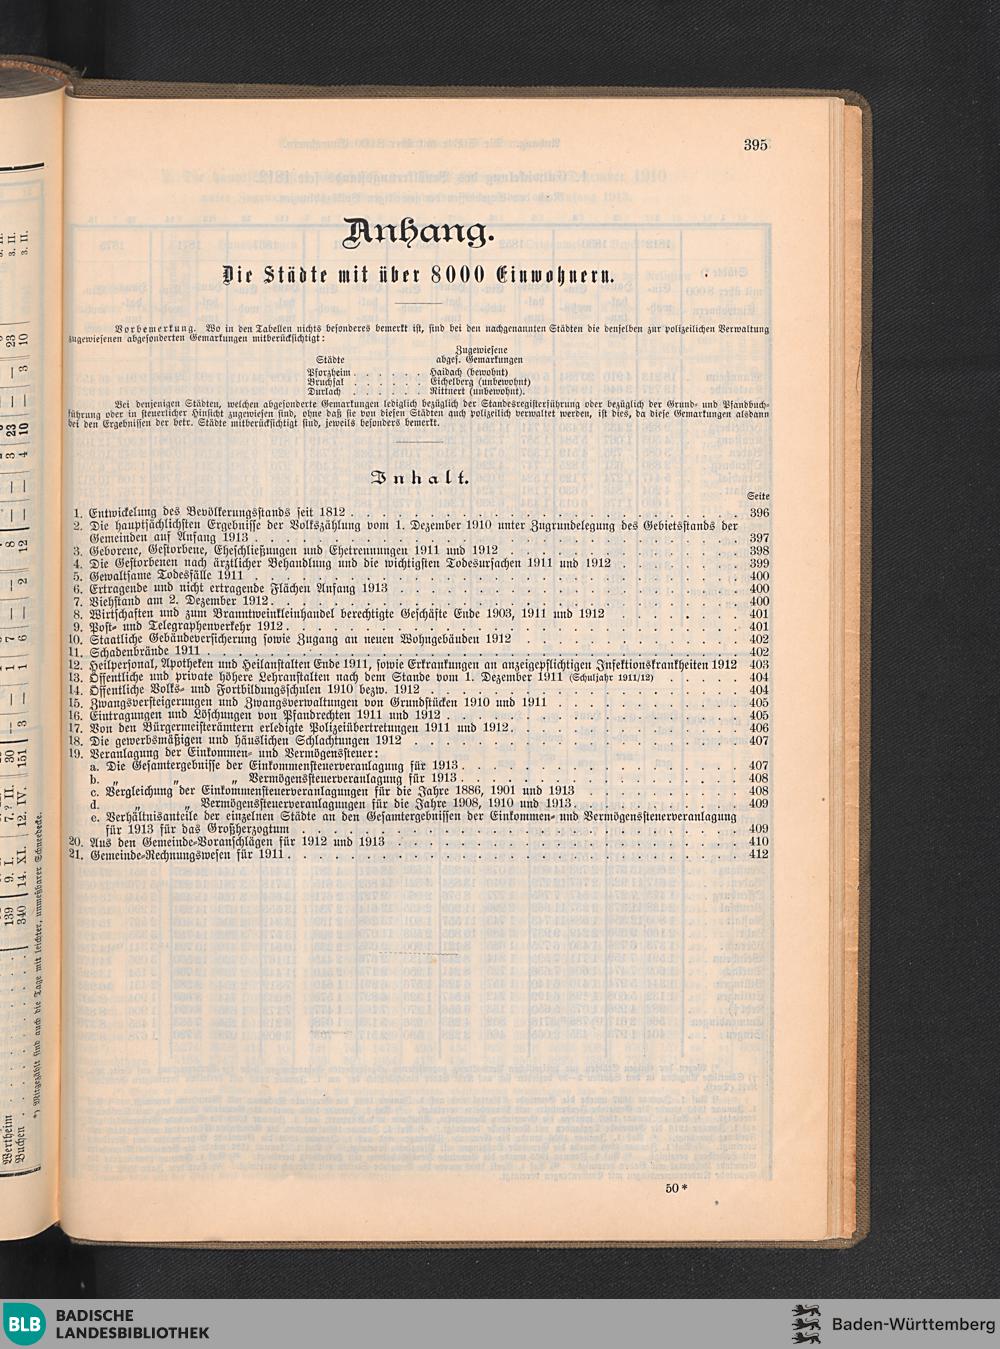 395
Anhang.
Die Städte mit über 8000 Einwohnern.
Vorbemerkung. Wo in den Tabellen nichts besonderes bemerkt ist, sind bei den nachgenannten Städten die denselben zur polizeilichen Verwaltung
zugewiesenen abgesonderten Gemarkungen mitberücksichtigt:
Städte Zugewiesene abges. Gemarkungen
Pforzheim . . . . . . Haidach (bewohnt)
Bruchsal . . . . . . Eichelberg (unbewohnt)
Durlach . . . . . . Rittnert (unbewohnt).
Bei denjenigen Städten, welchen abgesonderte Gemarkungen lediglich bezüglich der Standesregisterführung oder bezüglich der Grund- und Pfandbuch-
führung oder in steuerlicher Hinsicht zugewiesen sind, ohne daß sie von diesen Städten auch polizeilich verwaltet werden, ist dies, da diese Gemarkungen alsdann
bei den Ergebnissen der betr. Städte mitberücksichtigt sind, jeweils besonders bemerkt.
Inhalt.
Seite
1. Entwickelung des Bevölkerungsstands seit 1812 . . . 396
2. Die hauptsächlichsten Ergebnisse der Volkszählung vom 1. Dezember 1910 unter Zugrundelegung des Gebietsstands der
Gemeinden auf Anfang 1913 . . . 397
3. Geborene, Gestorbene, Eheschließungen und Ehetrennungen 1911 und 1912 . . . 398
4. Die Gestorbenen nach ärztlicher Behandlung und die wichtigsten Todesursachen 1911 und 1912 . . . 399
5. Gewaltsame Todesfälle 1911 . . . 400
6. Ertragende und nicht ertragende Flächen Anfang 1913 . . . 400
7. Viehstand am 2. Dezember 1912 . . . 400
8. Wirtschaften und zum Branntweinkleinhandel berechtigte Geschäfte Ende 1903, 1911 und 1912 . . . 401
9. Post- und Telegraphenverkehr 1912 . . . 401
10. Staatliche Gebäudeversicherung sowie Zugang an neuen Wohngebäuden 1912 . . . 402
11. Schadenbrände 1911 . . . 402
12. Heilpersonal, Apotheken und Heilanstalten Ende 1911, sowie Erkrankungen an anzeigepflichtigen Infektionskrankheiten 1912 403
13. Öffentliche und private höhere Lehranstalten nach dem Stande vom 1. Dezember 1911 (Schuljahr 1911/12) . . . 404
14. Öffentliche Volks- und Fortbildungsschulen 1910 bezw. 1912 . . . 404
15. Zwangsversteigerungen und Zwangsverwaltungen von Grundstücken 1910 und 1911 . . . 405
16. Eintragungen und Löschungen von Pfandrechten 1911 und 1912 . . . 405
17. Von den Bürgermeisterämtern erledigte Polizeiübertretungen 1911 und 1912 . . . 406
18. Die gewerbsmäßigen und häuslichen Schlachtungen 1912 . . . 407
19. Veranlagung der Einkommen- und Vermögenssteuer:
a. Die Gesamtergebnisse der Einkommensteuerveranlagung für 1913 . . . 407
b. „ „ „ Vermögenssteuerveranlagung für 1913 . . . 408
c. Vergleichung der Einkommensteuerveranlagungen für die Jahre 1886, 1901 und 1913 . . . 408
d. „ „ Vermögenssteuerveranlagungen für die Jahre 1908, 1910 und 1913 . . . 409
e. Verhältnisanteile der einzelnen Städte an den Gesamtergebnissen der Einkommen- und Vermögenssteuerveranlagung
für 1913 für das Großherzogtum . . . 409
20. Aus den Gemeinde-Voranschlägen für 1912 und 1913 . . . 410
21. Gemeinde-Rechnungswesen für 1911 . . . 412
50*
Wertheim
Buchen
*) Mitgezählt sind auch die Tage mit leichter, unmeßbarer Schneedecke.
BLB BADISCHE
LANDESBIBLIOTHEK
Baden-Württemberg